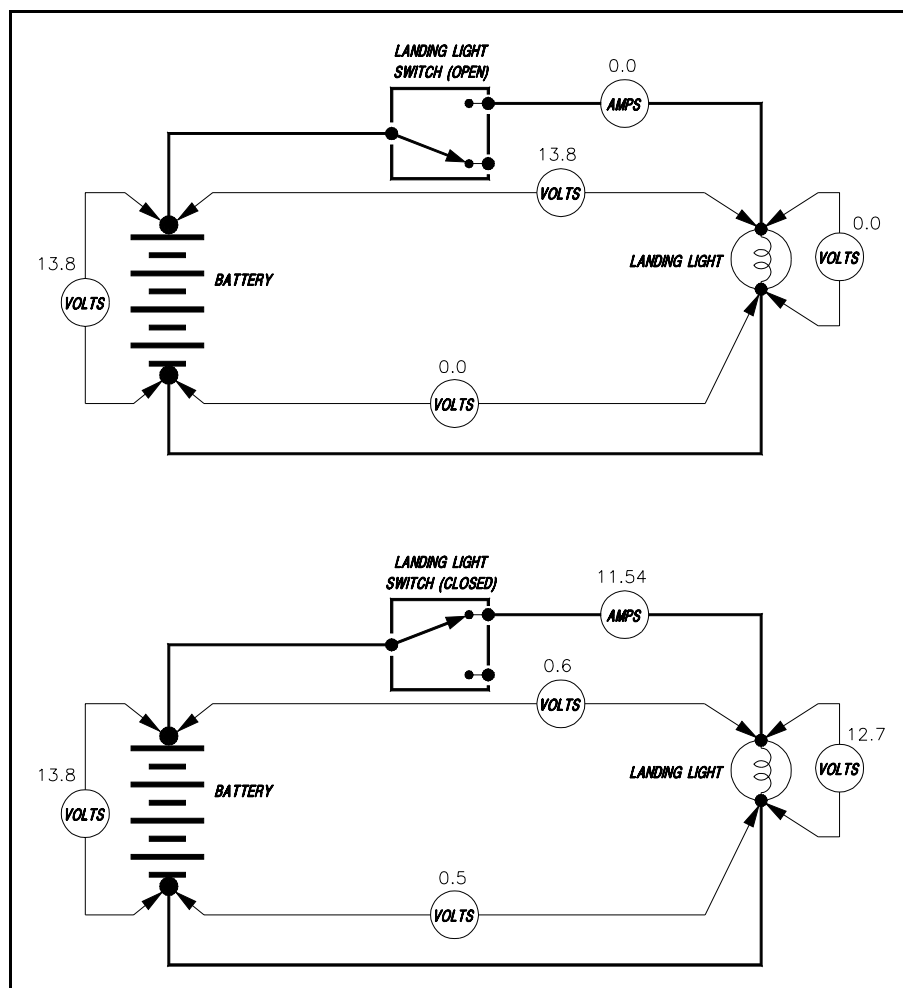 LANDING LIGHT
SWITCH (OPEN)
0.0
AMPS
13.8
VOLTS
13.8
VOLTS
BATTERY
LANDING LIGHT
0.0
VOLTS
0.0
VOLTS
LANDING LIGHT
SWITCH (CLOSED)
11.54
AMPS
0.6
VOLTS
13.8
VOLTS
BATTERY
LANDING LIGHT
12.7
VOLTS
0.5
VOLTS